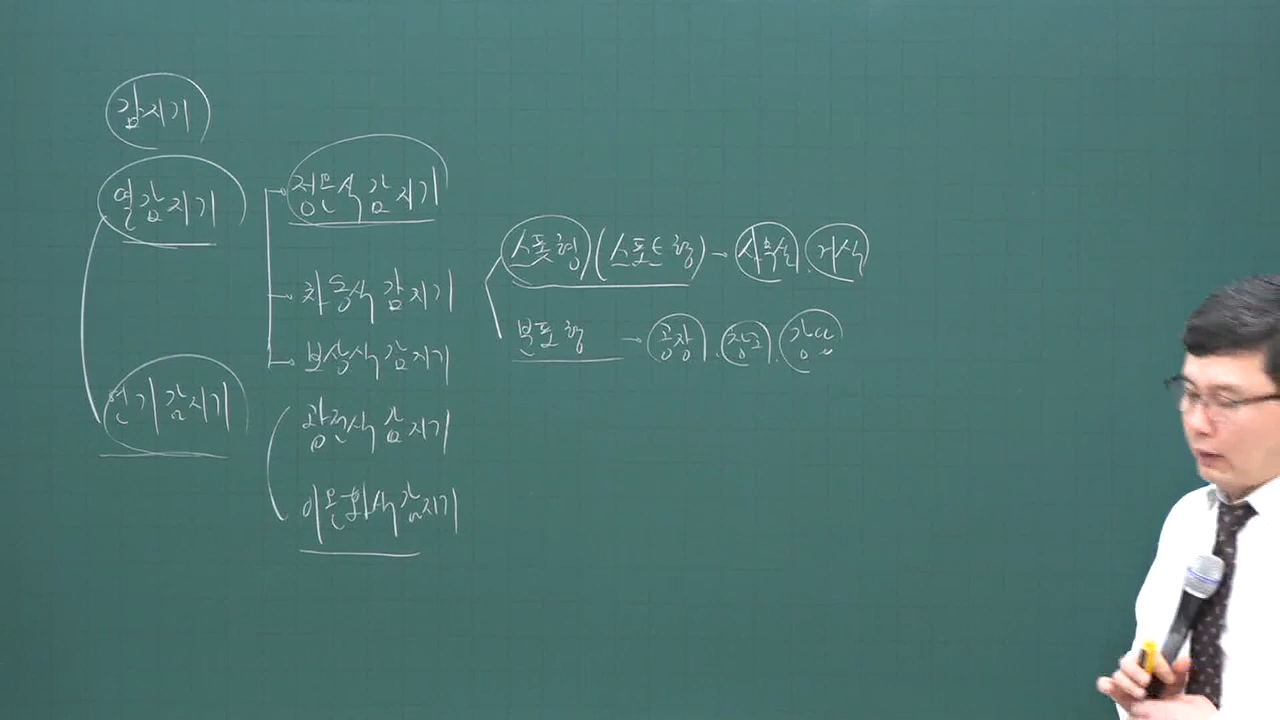 감지기
열감지기
연기감지기
정온식감지기
차동식감지기
보상식감지기
광전식감지기
이온화식감지기
스폿형(스포트형) → 사무실, 거실
분포형 → 공장, 창고, 강당